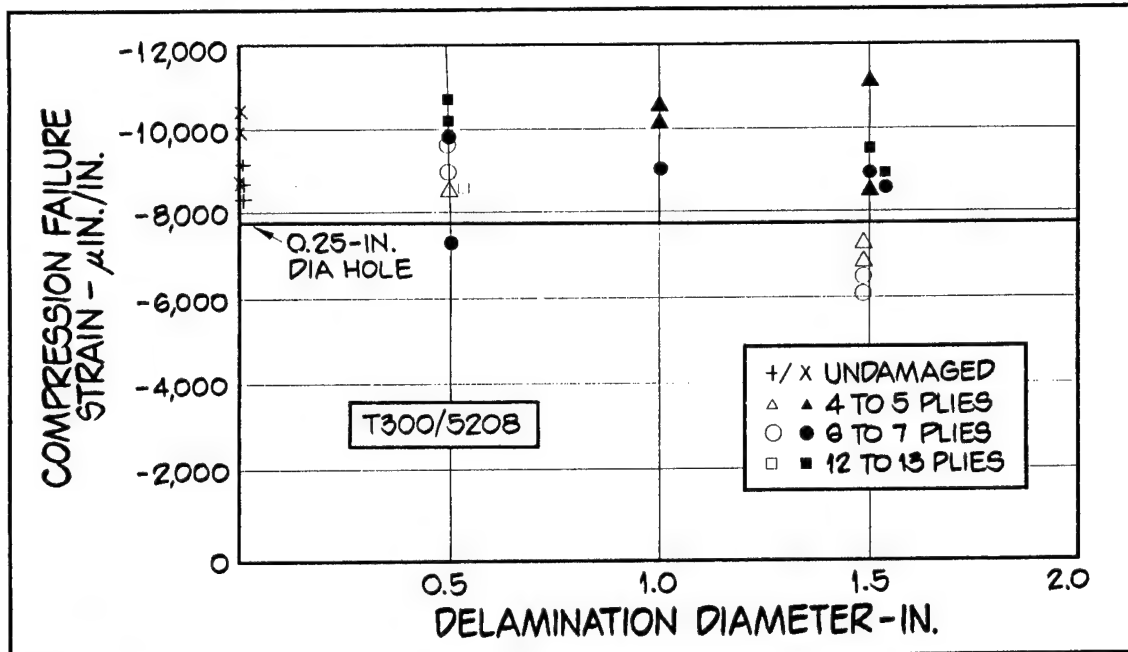 COMPRESSION FAILURE
STRAIN - µIN./IN.
-12,000
-10,000
-8,000
-6,000
-4,000
-2,000
0
0.25-IN.
DIA HOLE
T300/5208
+/ X UNDAMAGED
△ ▲ 4 TO 5 PLIES
○ ● 6 TO 7 PLIES
□ ■ 12 TO 13 PLIES
0.5
1.0
1.5
2.0
DELAMINATION DIAMETER-IN.